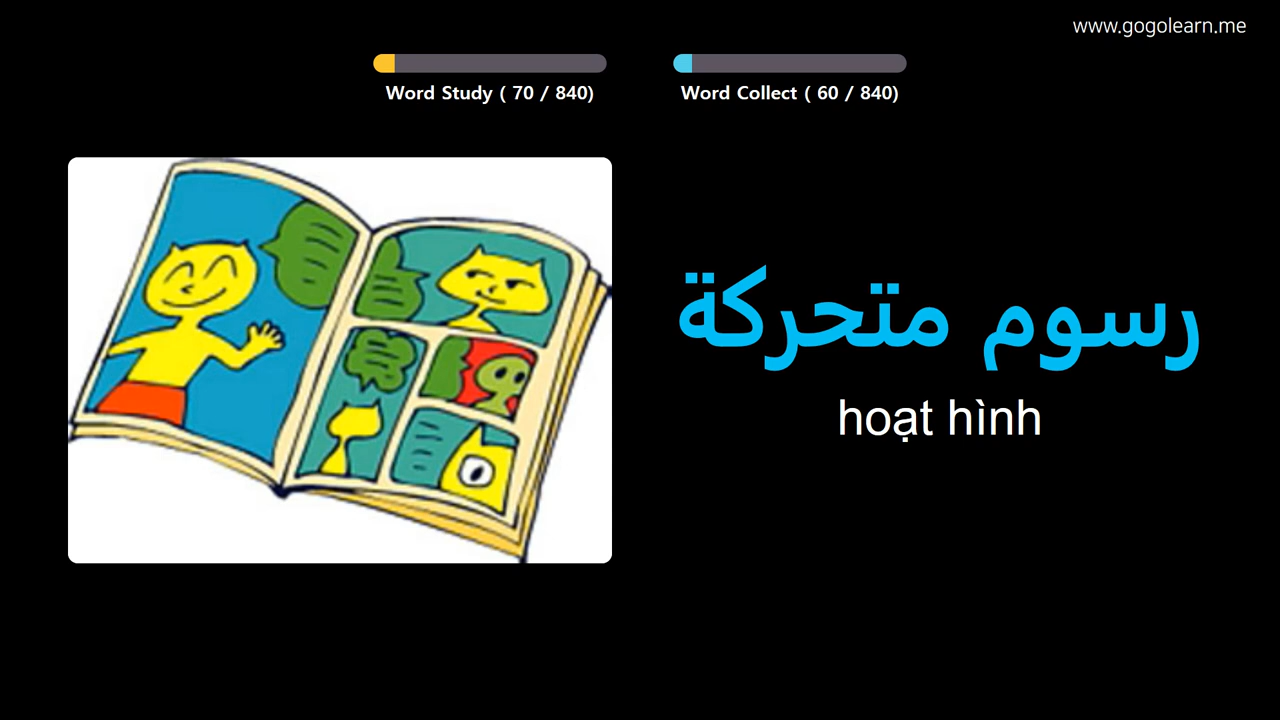 www.gogolearn.me
Word Study ( 70 / 840)
Word Collect ( 60 / 840)
رسوم متحركة
hoạt hình